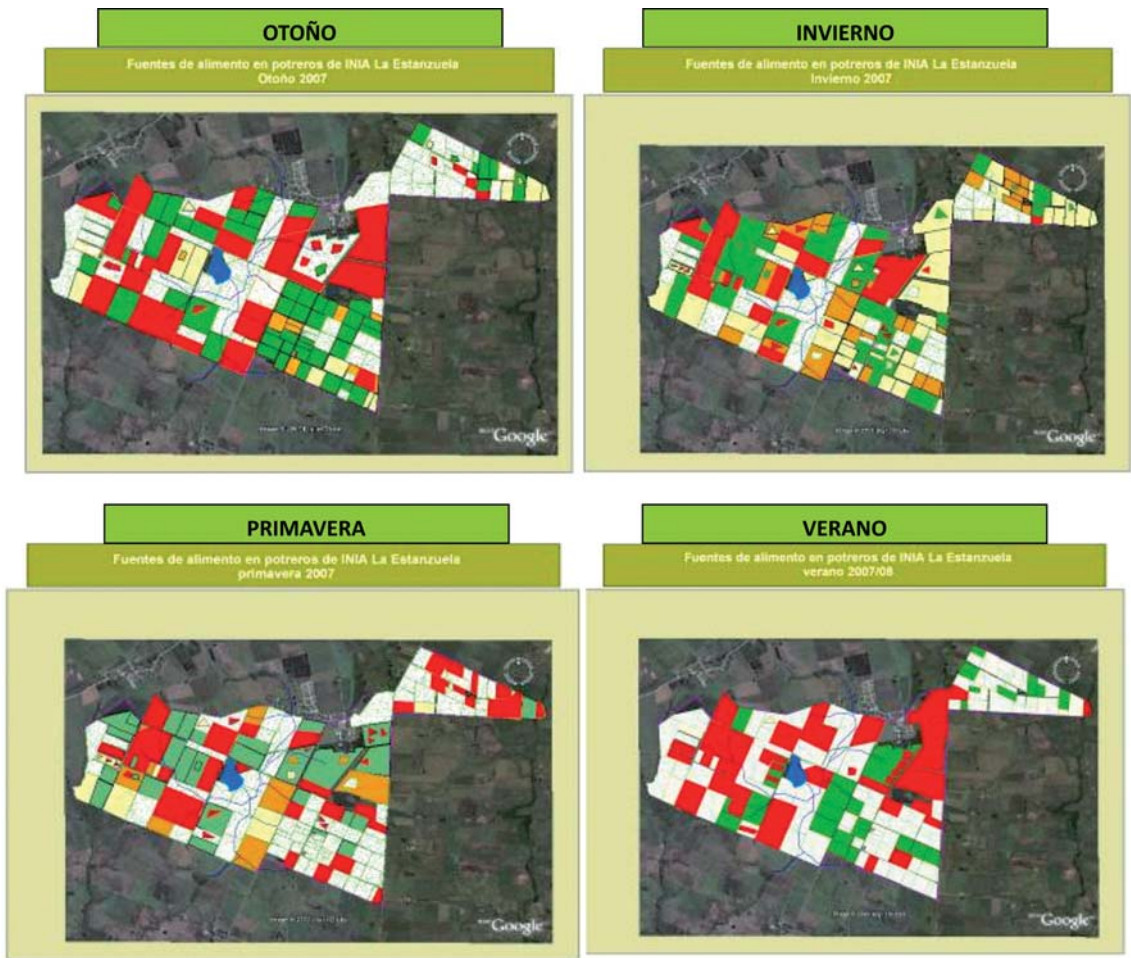 OTOÑO
Fuentes de alimento en potreros de INIA La Estanzuela
Otoño 2007
Google
INVIERNO
Fuentes de alimento en potreros de INIA La Estanzuela
Invierno 2007
Google
PRIMAVERA
Fuentes de alimento en potreros de INIA La Estanzuela
primavera 2007
Google
VERANO
Fuentes de alimento en potreros de INIA La Estanzuela
verano 2007/08
Google